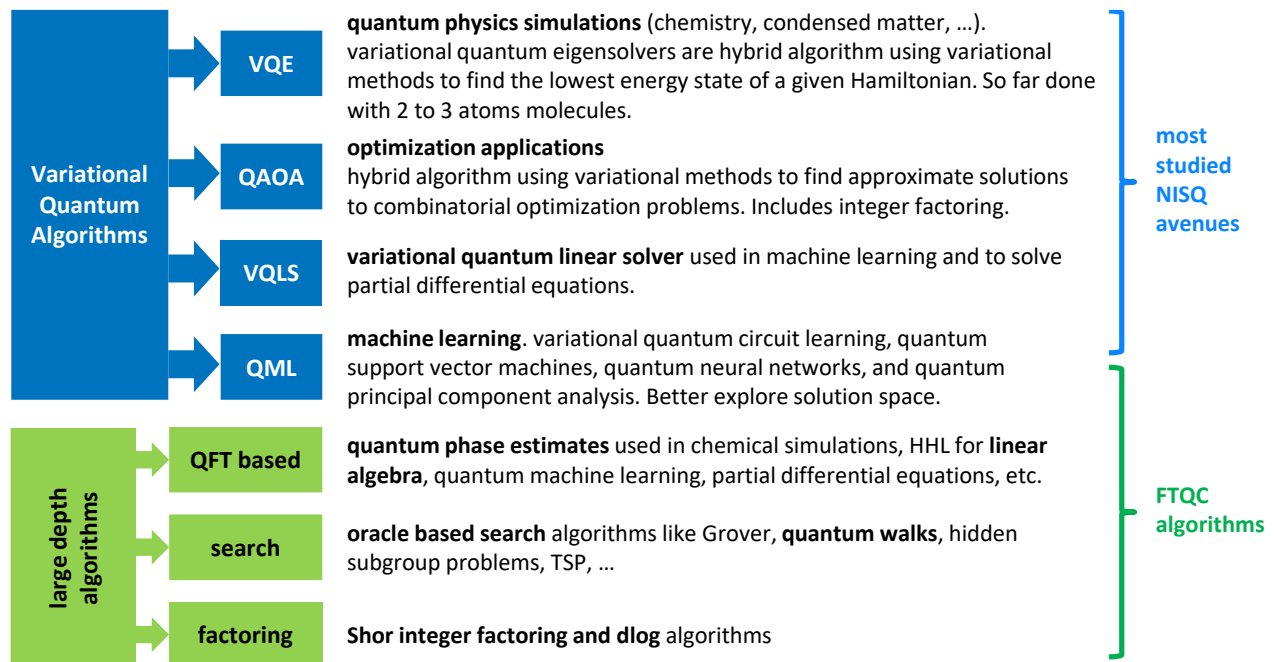 Variational
Quantum
Algorithms
VQE
quantum physics simulations (chemistry, condensed matter, …).
variational quantum eigensolvers are hybrid algorithm using variational
methods to find the lowest energy state of a given Hamiltonian. So far done
with 2 to 3 atoms molecules.
QAOA
optimization applications
hybrid algorithm using variational methods to find approximate solutions
to combinatorial optimization problems. Includes integer factoring.
VQLS
variational quantum linear solver used in machine learning and to solve
partial differential equations.
QML
machine learning. variational quantum circuit learning, quantum
support vector machines, quantum neural networks, and quantum
principal component analysis. Better explore solution space.
most
studied
NISQ
avenues
large depth
algorithms
QFT based
quantum phase estimates used in chemical simulations, HHL for linear
algebra, quantum machine learning, partial differential equations, etc.
search
oracle based search algorithms like Grover, quantum walks, hidden
subgroup problems, TSP, …
factoring
Shor integer factoring and dlog algorithms
FTQC
algorithms